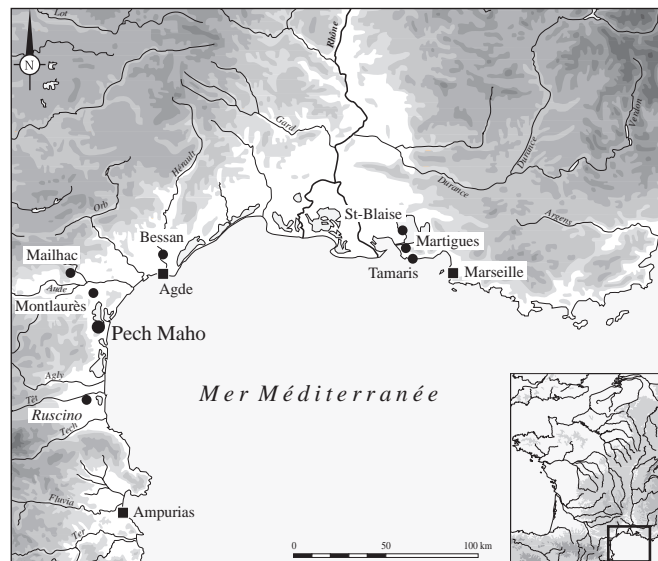 Lot
Rhône
N
Gard
Hérault
Durance
Verdon
Durance
Orb
Argens
St-Blaise
Bessan
Martigues
Mailhac
Tamaris
Marseille
Aude
Agde
Montlaurès
Pech Maho
Agly
Mer Méditerranée
Têt
Ruscino
Tech
Fluvia
Ampurias
Ter
0 50 100 km